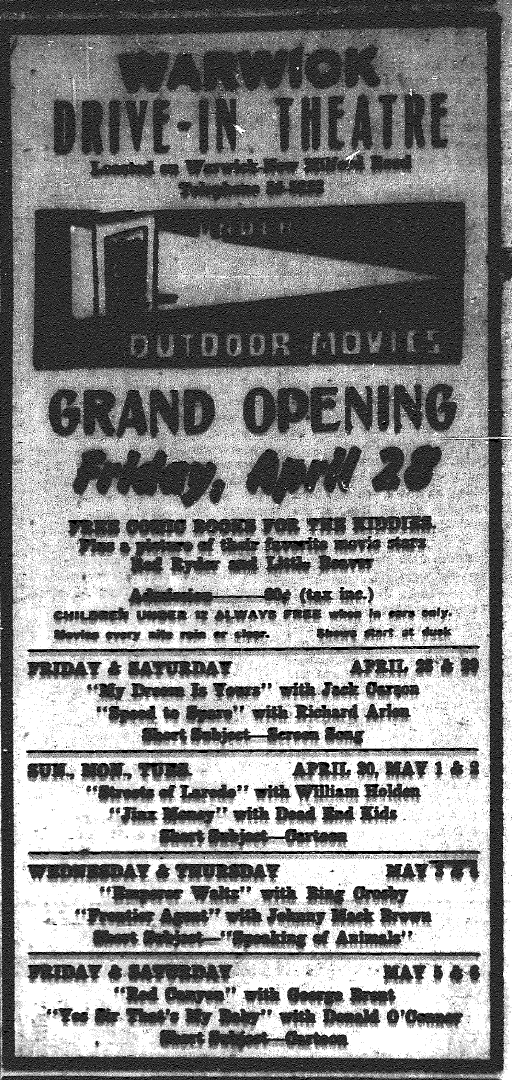 WARWICK
DRIVE-IN THEATRE
Located on Warwick-New Milford Road
Telephone
UNDER
OUTDOOR MOVIES
GRAND OPENING
Friday, April 28
FREE COMIC BOOKS FOR THE KIDDIES.
Plus a picture of their favorite movie stars
Red Ryder and Little Beaver
Admission—60¢ (tax inc.)
CHILDREN UNDER 12 ALWAYS FREE when in cars only.
Movies every nite rain or clear. Shows start at dusk
FRIDAY & SATURDAY APRIL 28 & 29
"My Dream Is Yours" with Jack Carson
"Speed to Spare" with Richard Arlen
Short Subject—Screen Song
SUN., MON., TUES. APRIL 30, MAY 1 & 2
"Streets of Laredo" with William Holden
"Jinx Money" with Dead End Kids
Short Subject—Cartoon
WEDNESDAY & THURSDAY MAY 3 & 4
"Emperor Waltz" with Bing Crosby
"Frontier Agent" with Johnny Mack Brown
Short Subject—"Speaking of Animals"
FRIDAY & SATURDAY MAY 5 & 6
"Red Canyon" with George Brent
"Yes Sir That's My Baby" with Donald O'Connor
Short Subject—Cartoon